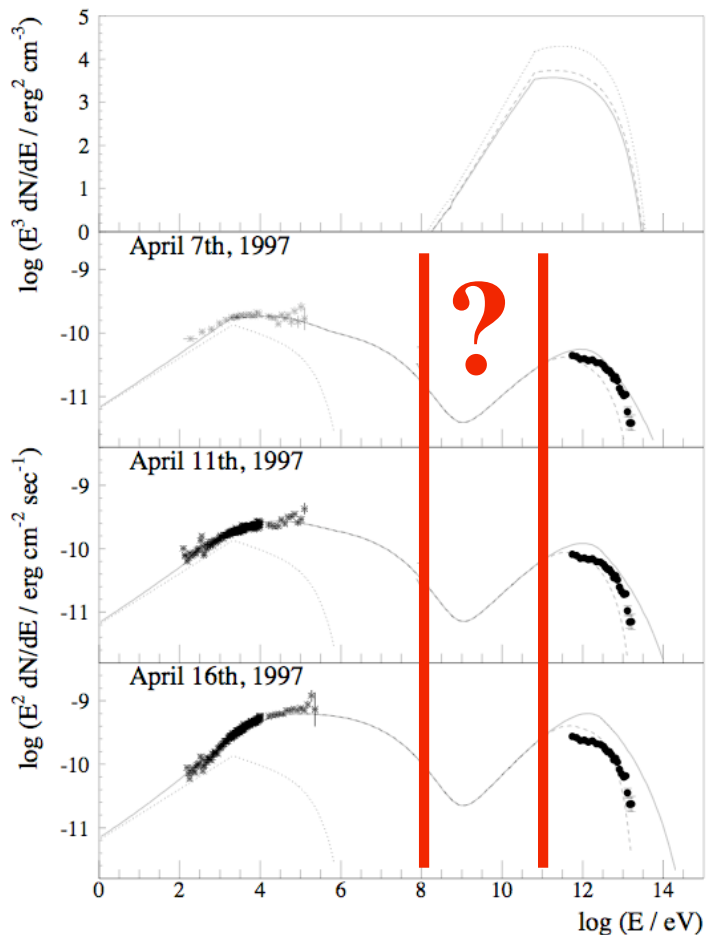 log (E³ dN/dE / erg² cm⁻³)
5
4
3
2
1
0
April 7th, 1997
-9
-10
-11
?
log (E² dN/dE / erg cm⁻² sec⁻¹)
April 11th, 1997
-9
-10
-11
April 16th, 1997
-9
-10
-11
0 2 4 6 8 10 12 14
log (E / eV)